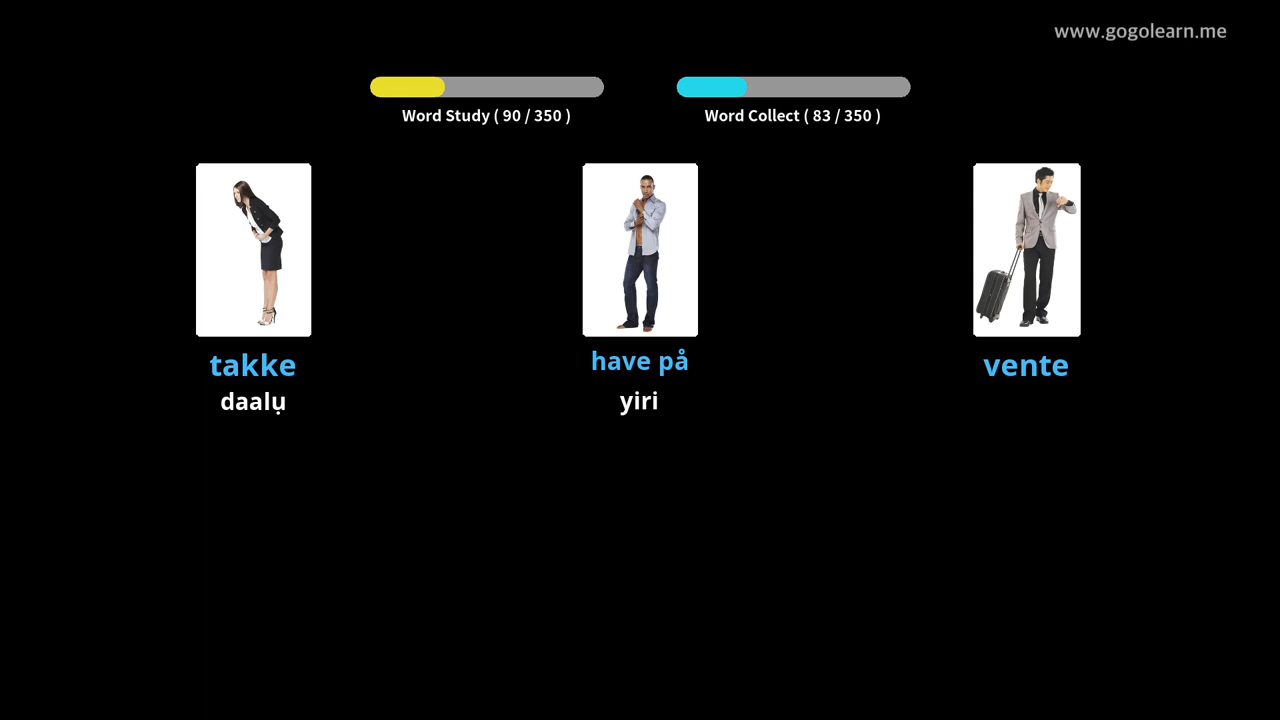 www.gogolearn.me
Word Study ( 90 / 350 )
Word Collect ( 83 / 350 )
takke
have på
vente
daalụ
yiri